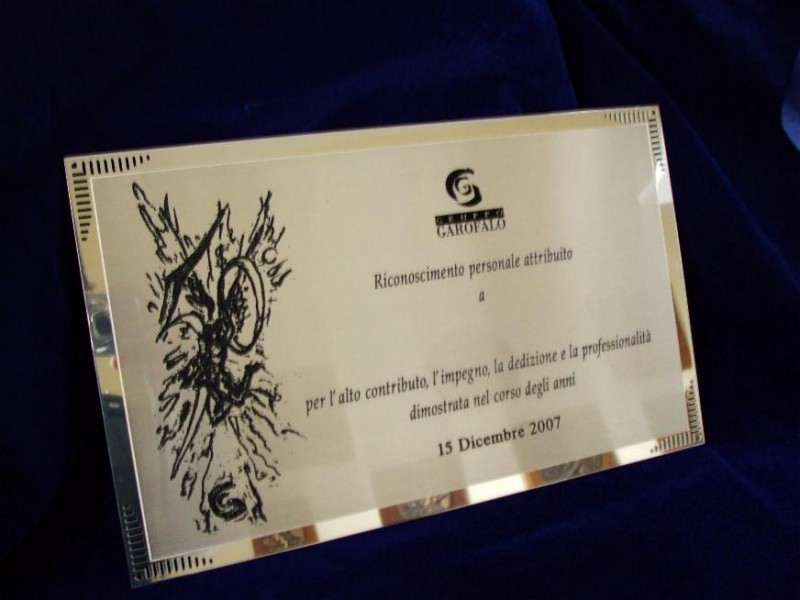 GRUPPO
GAROFALO
Riconoscimento personale attribuito
a
per l'alto contributo, l'impegno, la dedizione e la professionalità
dimostrata nel corso degli anni
15 Dicembre 2007